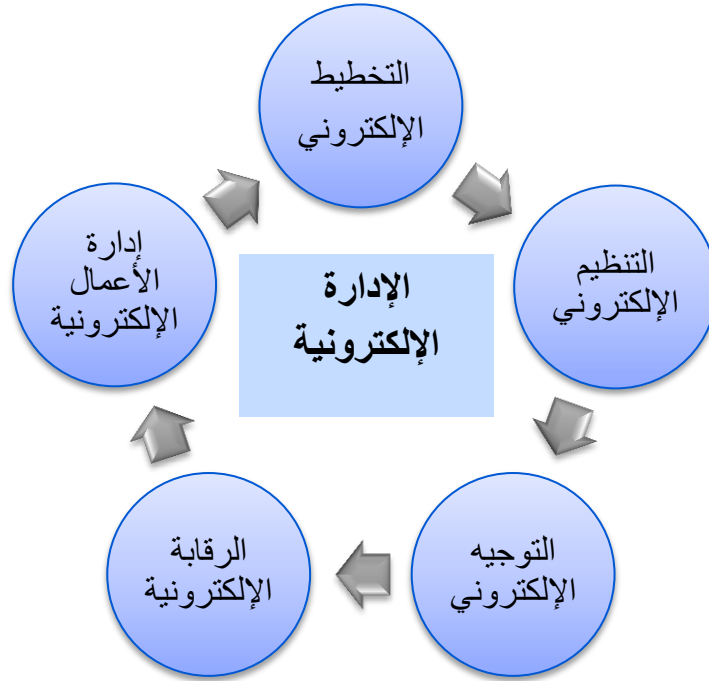 التخطيط
الإلكتروني
التنظيم
الإلكتروني
التوجيه
الإلكتروني
الرقابة
الإلكترونية
إدارة
الأعمال
الإلكترونية
الإدارة
الإلكترونية